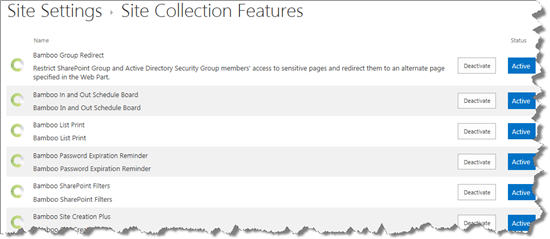 Site Settings › Site Collection Features
Name Status
Bamboo Group Redirect
Restrict SharePoint Group and Active Directory Security Group members' access to sensitive pages and redirect them to an alternate page
specified in the Web Part.
Deactivate Active
Bamboo In and Out Schedule Board
Bamboo In and Out Schedule Board
Deactivate Active
Bamboo List Print
Bamboo List Print
Deactivate Active
Bamboo Password Expiration Reminder
Bamboo Password Expiration Reminder
Deactivate Active
Bamboo SharePoint Filters
Bamboo SharePoint Filters
Deactivate Active
Bamboo Site Creation Plus
Deactivate Active